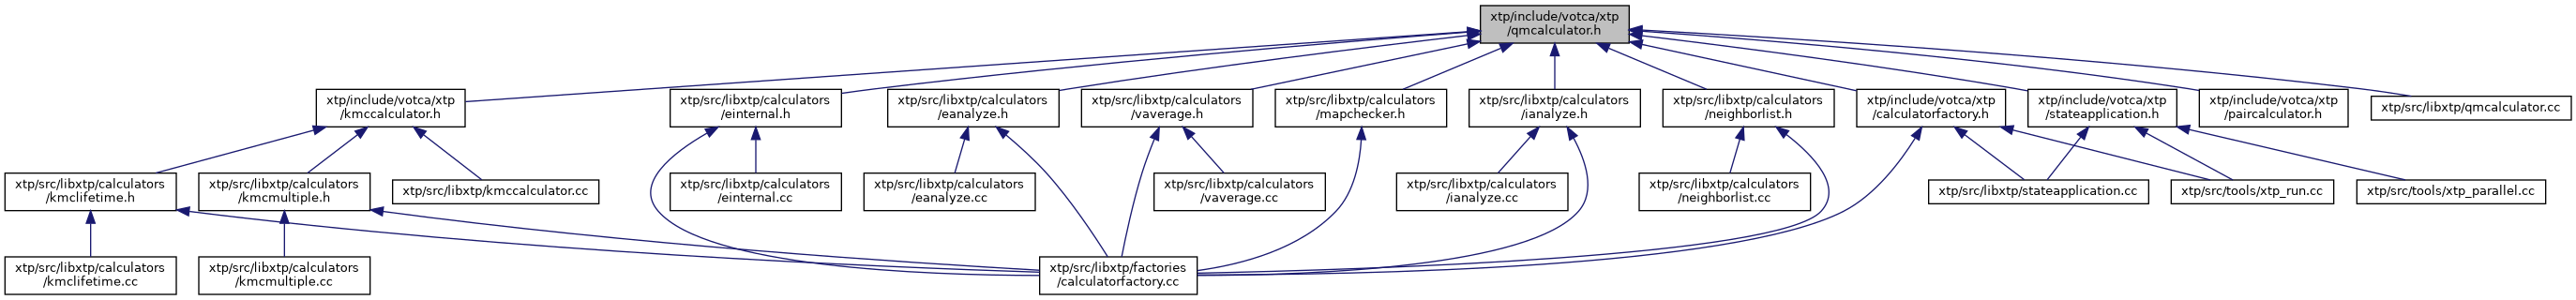 xtp/include/votca/xtp
/qmcalculator.h
xtp/include/votca/xtp
/kmccalculator.h
xtp/src/libxtp/calculators
/einternal.h
xtp/src/libxtp/calculators
/eanalyze.h
xtp/src/libxtp/calculators
/vaverage.h
xtp/src/libxtp/calculators
/mapchecker.h
xtp/src/libxtp/calculators
/ianalyze.h
xtp/src/libxtp/calculators
/neighborlist.h
xtp/include/votca/xtp
/calculatorfactory.h
xtp/include/votca/xtp
/stateapplication.h
xtp/include/votca/xtp
/paircalculator.h
xtp/src/libxtp/qmcalculator.cc
xtp/src/libxtp/calculators
/kmclifetime.h
xtp/src/libxtp/calculators
/kmcmultiple.h
xtp/src/libxtp/kmccalculator.cc
xtp/src/libxtp/calculators
/einternal.cc
xtp/src/libxtp/calculators
/eanalyze.cc
xtp/src/libxtp/calculators
/vaverage.cc
xtp/src/libxtp/calculators
/ianalyze.cc
xtp/src/libxtp/calculators
/neighborlist.cc
xtp/src/libxtp/stateapplication.cc
xtp/src/tools/xtp_run.cc
xtp/src/tools/xtp_parallel.cc
xtp/src/libxtp/calculators
/kmclifetime.cc
xtp/src/libxtp/calculators
/kmcmultiple.cc
xtp/src/libxtp/factories
/calculatorfactory.cc